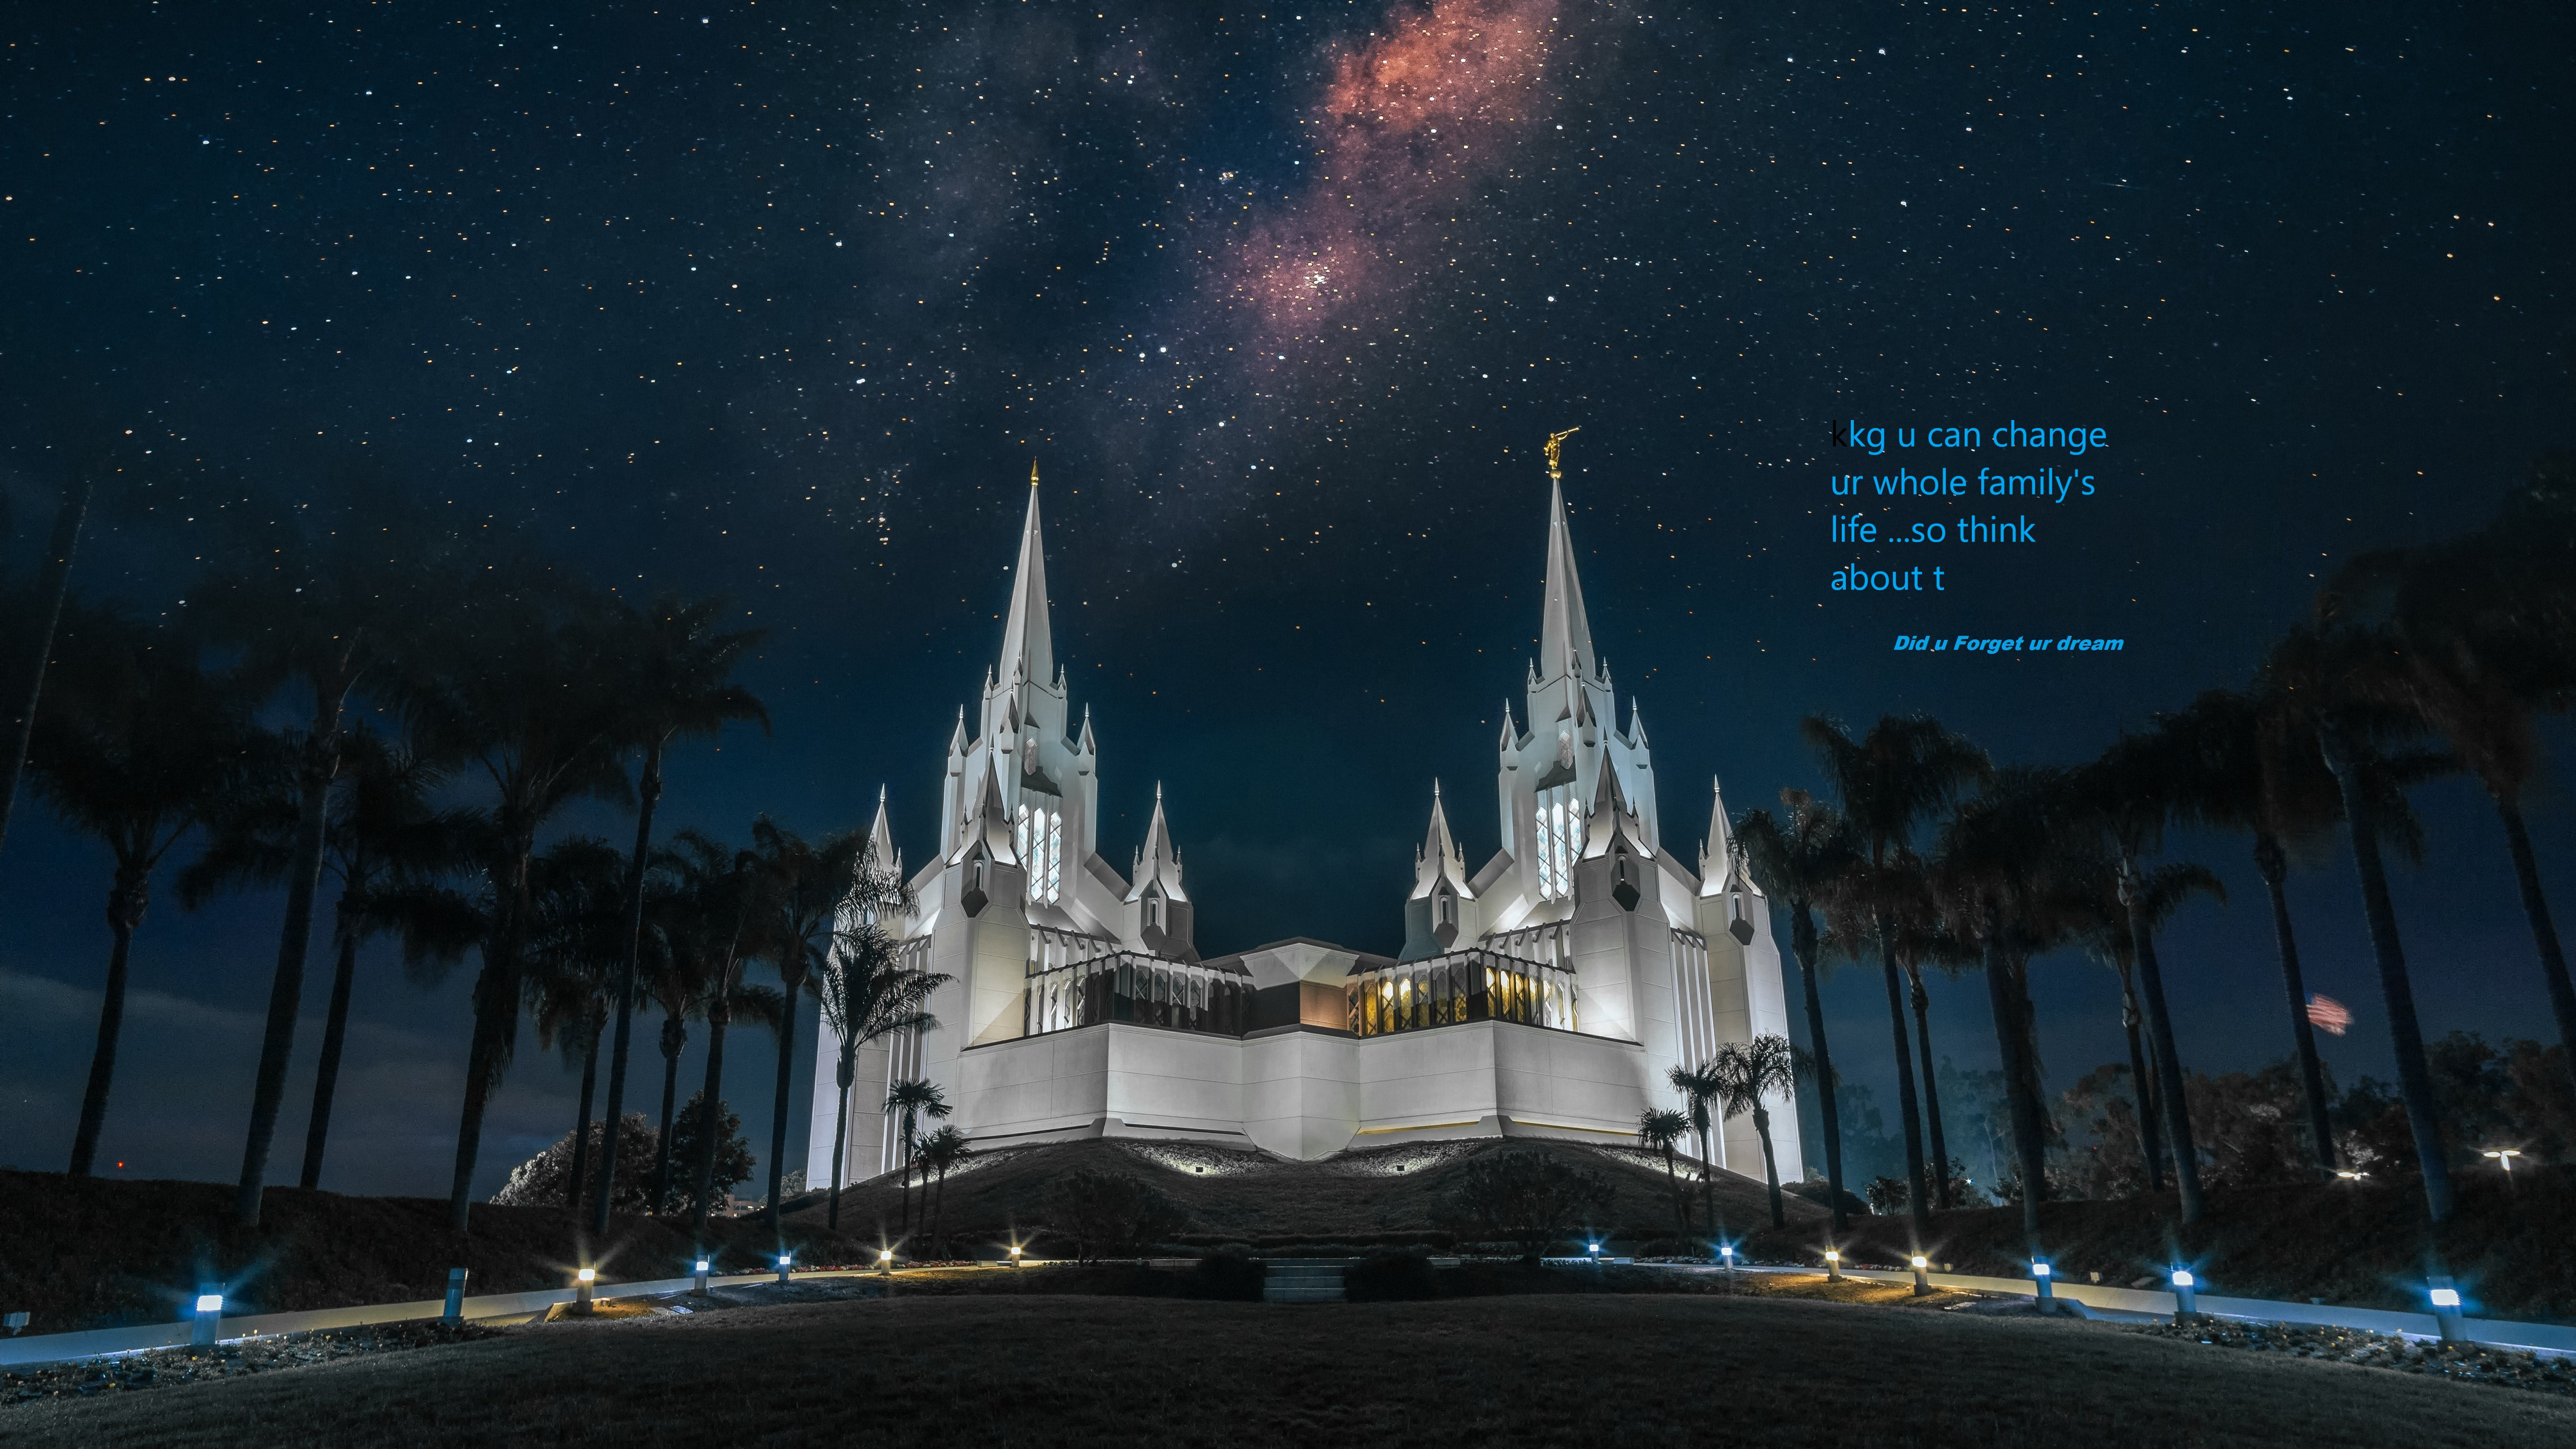 kkg u can change
ur whole family's
life ...so think
about t
Did u Forget ur dream